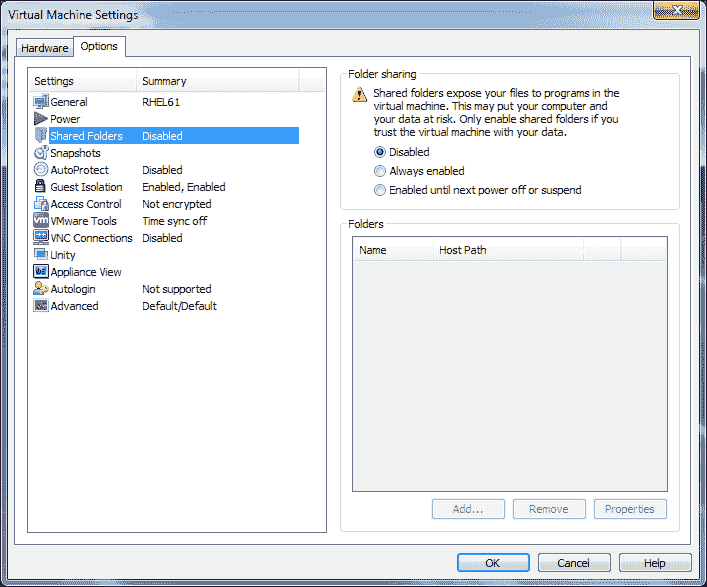 Virtual Machine Settings
Hardware
Options
Settings Summary
General RHEL61
Power
Shared Folders Disabled
Snapshots
AutoProtect Disabled
Guest Isolation Enabled, Enabled
Access Control Not encrypted
VMware Tools Time sync off
VNC Connections Disabled
Unity
Appliance View
Autologin Not supported
Advanced Default/Default
Folder sharing
Shared folders expose your files to programs in the
virtual machine. This may put your computer and
your data at risk. Only enable shared folders if you
trust the virtual machine with your data.
Disabled
Always enabled
Enabled until next power off or suspend
Folders
Name Host Path
Add... Remove Properties
OK Cancel Help